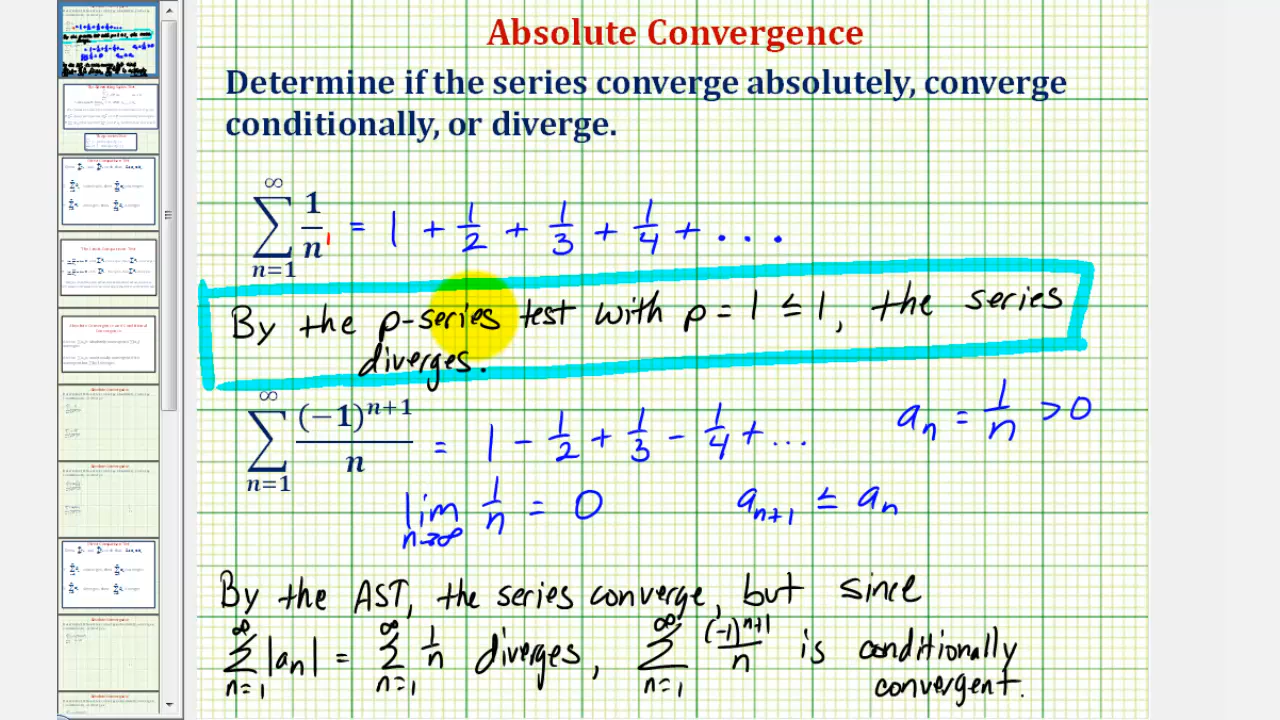 Absolute Convergence
Determine if the series converge absolutely, converge
conditionally, or diverge.
∑_{n=1}^{∞} 1/n^1 = 1 + 1/2 + 1/3 + 1/4 + . . .
By the p-series test with p = 1 ≤ 1, the series
diverges.
∑_{n=1}^{∞} (−1)^{n+1}/n = 1 − 1/2 + 1/3 − 1/4 + ... a_n = 1/n > 0
lim_{n→∞} 1/n = 0 a_{n+1} ≤ a_n
By the AST, the series converge, but since
∑_{n=1}^{∞} |a_n| = ∑_{n=1}^{∞} 1/n diverges, ∑_{n=1}^{∞} (-1)^{n+1}/n is conditionally
convergent.